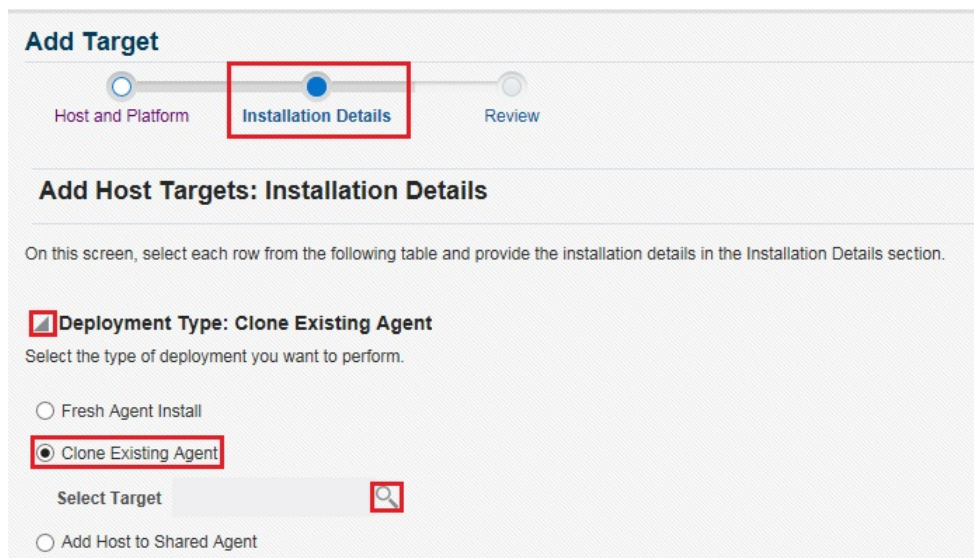 Add Target
Host and Platform Installation Details Review
Add Host Targets: Installation Details
On this screen, select each row from the following table and provide the installation details in the Installation Details section.
Deployment Type: Clone Existing Agent
Select the type of deployment you want to perform.
Fresh Agent Install
Clone Existing Agent
Select Target
Add Host to Shared Agent